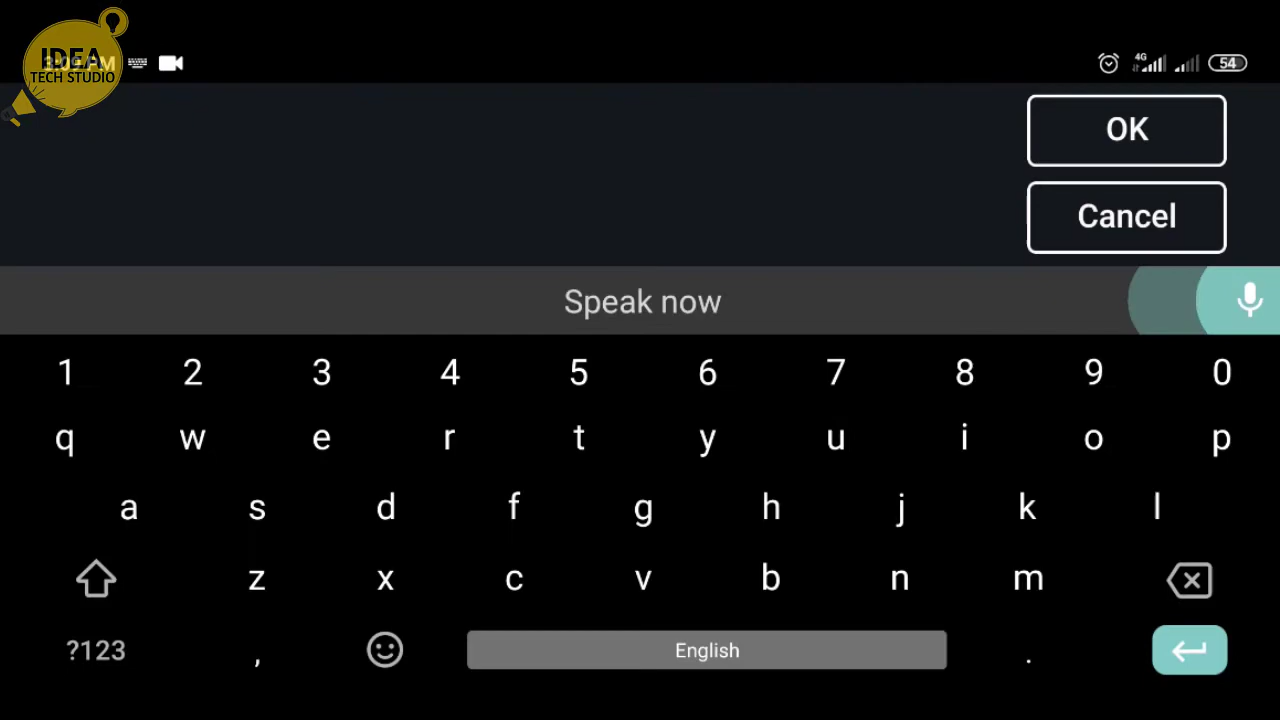 IDEA
TECH STUDIO
4G
54
OK
Cancel
Speak now
1 2 3 4 5 6 7 8 9 0
q w e r t y u i o p
a s d f g h j k l
z x c v b n m
?123 , English .